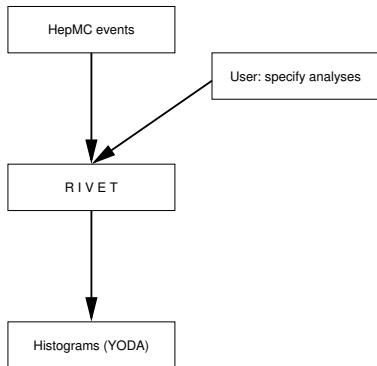 HepMC events
User: specify analyses
R I V E T
Histograms (YODA)